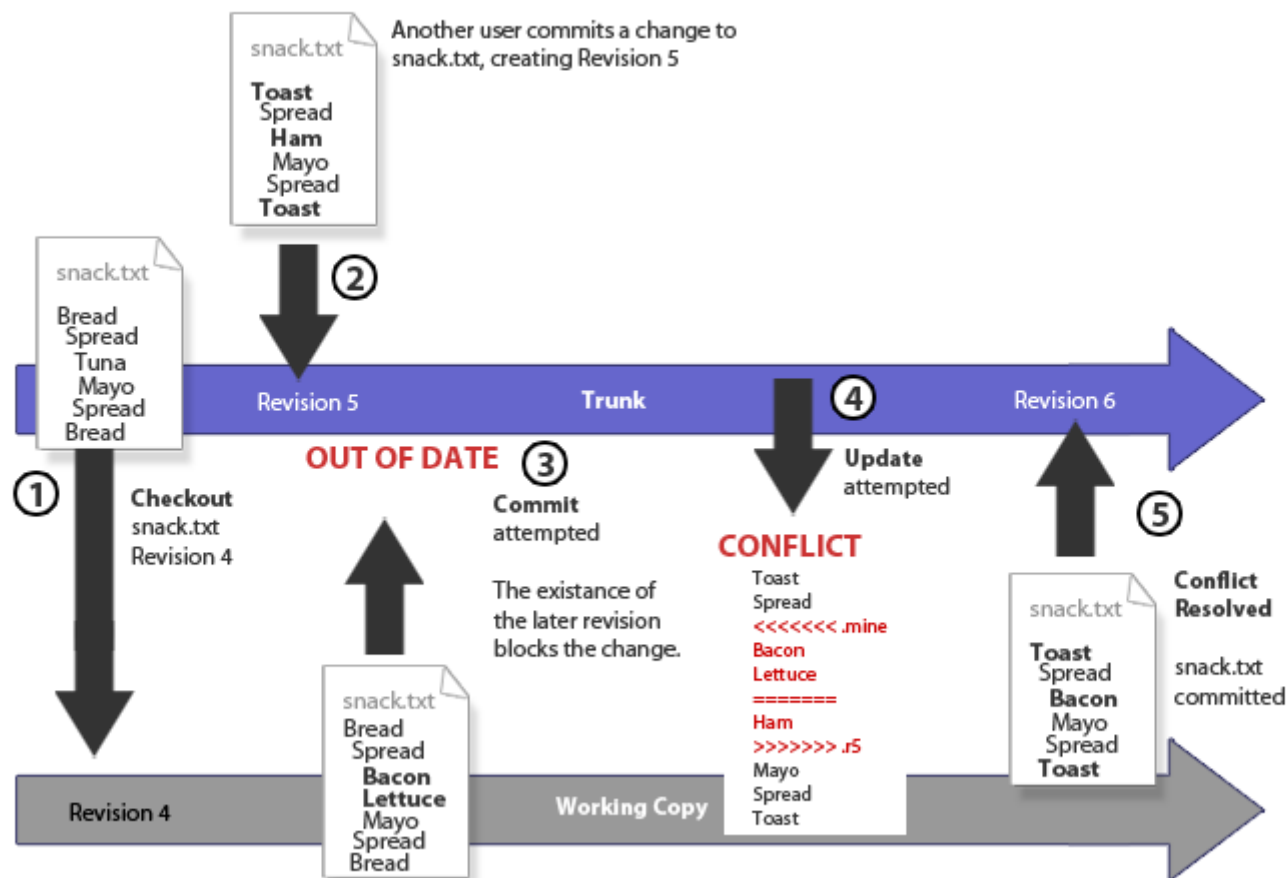 snack.txt
Toast
Spread
Ham
Mayo
Spread
Toast
Another user commits a change to
snack.txt, creating Revision 5
2
snack.txt
Bread
Spread
Tuna
Mayo
Spread
Bread
Revision 5
Trunk
Revision 6
1
Checkout
snack.txt
Revision 4
OUT OF DATE
3
Commit
attempted
The existance of
the later revision
blocks the change.
snack.txt
Bread
Spread
Bacon
Lettuce
Mayo
Spread
Bread
4
Update
attempted
CONFLICT
Toast
Spread
<<<<<<< .mine
Bacon
Lettuce
=======
Ham
>>>>>>> .r5
Mayo
Spread
Toast
5
Conflict
Resolved
snack.txt
committed
snack.txt
Toast
Spread
Bacon
Mayo
Spread
Toast
Revision 4
Working Copy